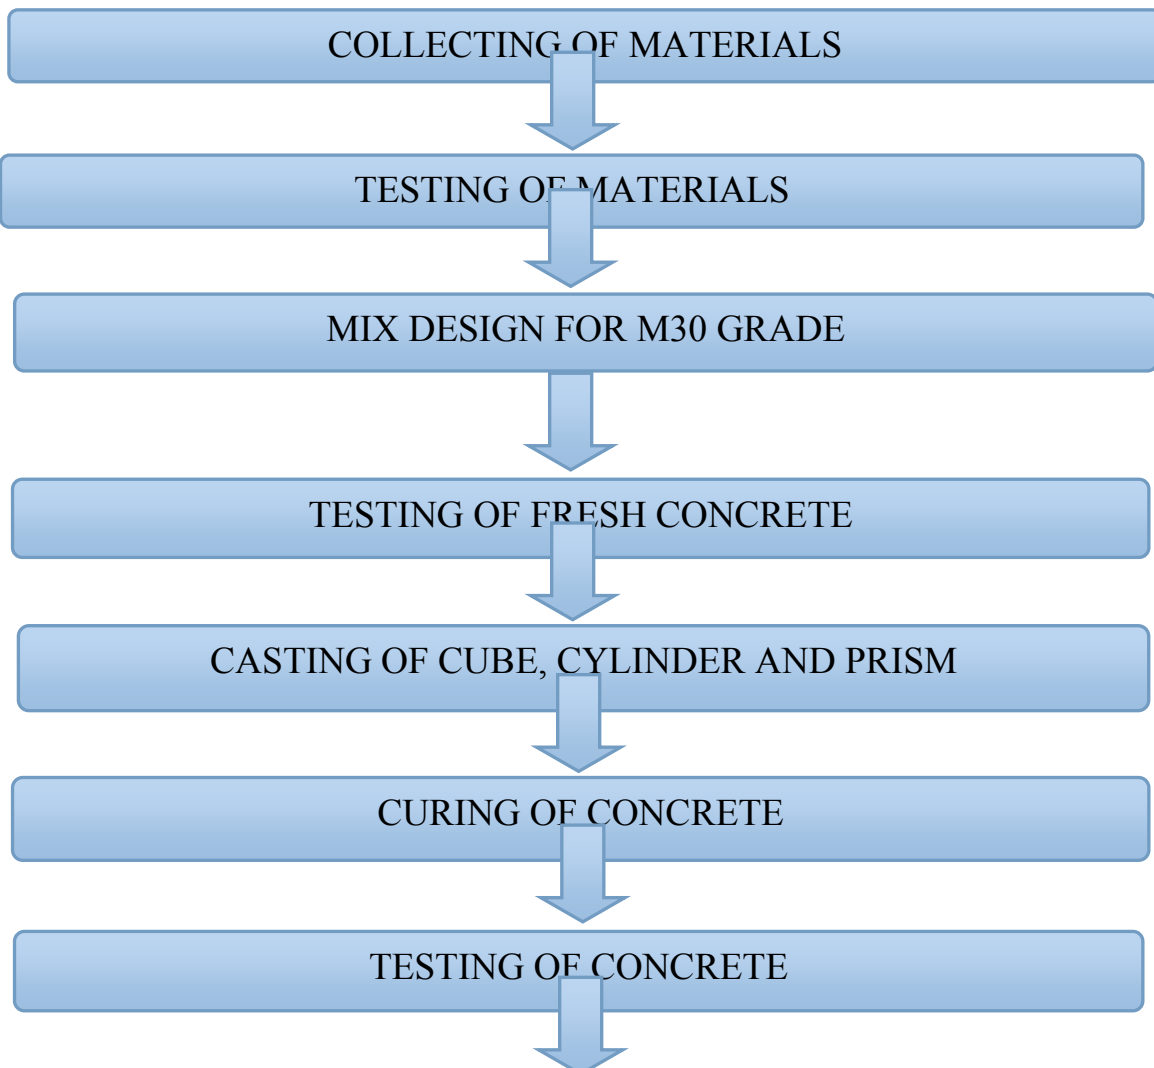 COLLECTING OF MATERIALS
TESTING OF MATERIALS
MIX DESIGN FOR M30 GRADE
TESTING OF FRESH CONCRETE
CASTING OF CUBE, CYLINDER AND PRISM
CURING OF CONCRETE
TESTING OF CONCRETE